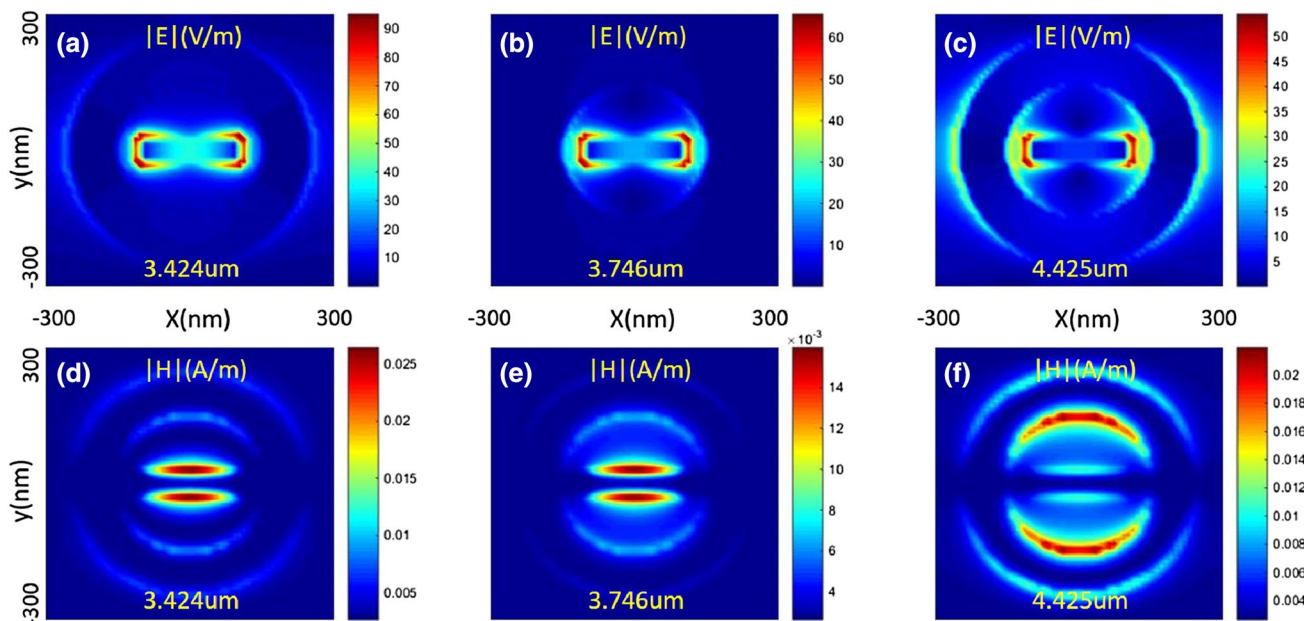 300
(a)
|E|(V/m)
3.424um
90
80
70
60
50
40
30
20
10
y(nm)
-300
(b)
|E|(V/m)
3.746um
60
50
40
30
20
10
(c)
|E|(V/m)
4.425um
50
45
40
35
30
25
20
15
10
5
-300
X(nm)
300
-300
X(nm)
300
-300
X(nm)
300
300
(d)
|H|(A/m)
3.424um
0.025
0.02
0.015
0.01
0.005
y(nm)
-300
(e)
|H|(A/m)
3.746um
× 10⁻³
14
12
10
8
6
4
(f)
|H|(A/m)
4.425um
0.02
0.018
0.016
0.014
0.012
0.01
0.008
0.006
0.004